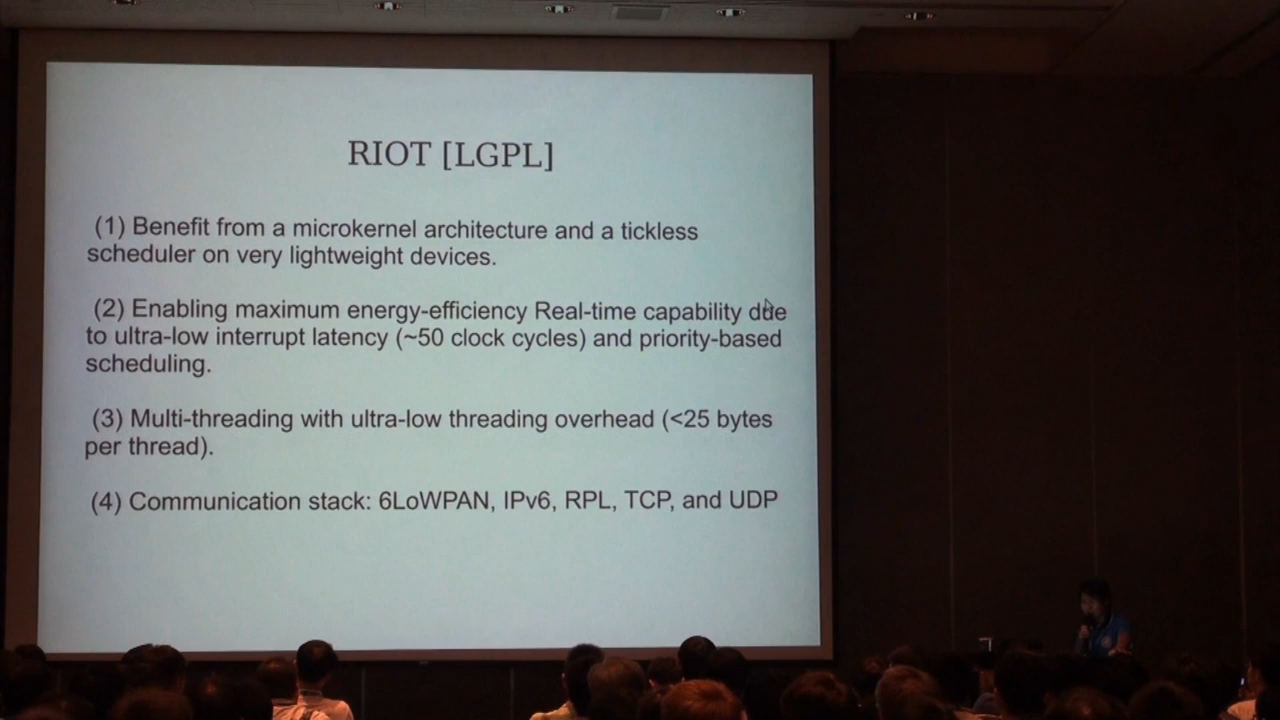 RIOT [LGPL]
(1) Benefit from a microkernel architecture and a tickless
scheduler on very lightweight devices.
(2) Enabling maximum energy-efficiency Real-time capability due
to ultra-low interrupt latency (~50 clock cycles) and priority-based
scheduling.
(3) Multi-threading with ultra-low threading overhead (<25 bytes
per thread).
(4) Communication stack: 6LoWPAN, IPv6, RPL, TCP, and UDP